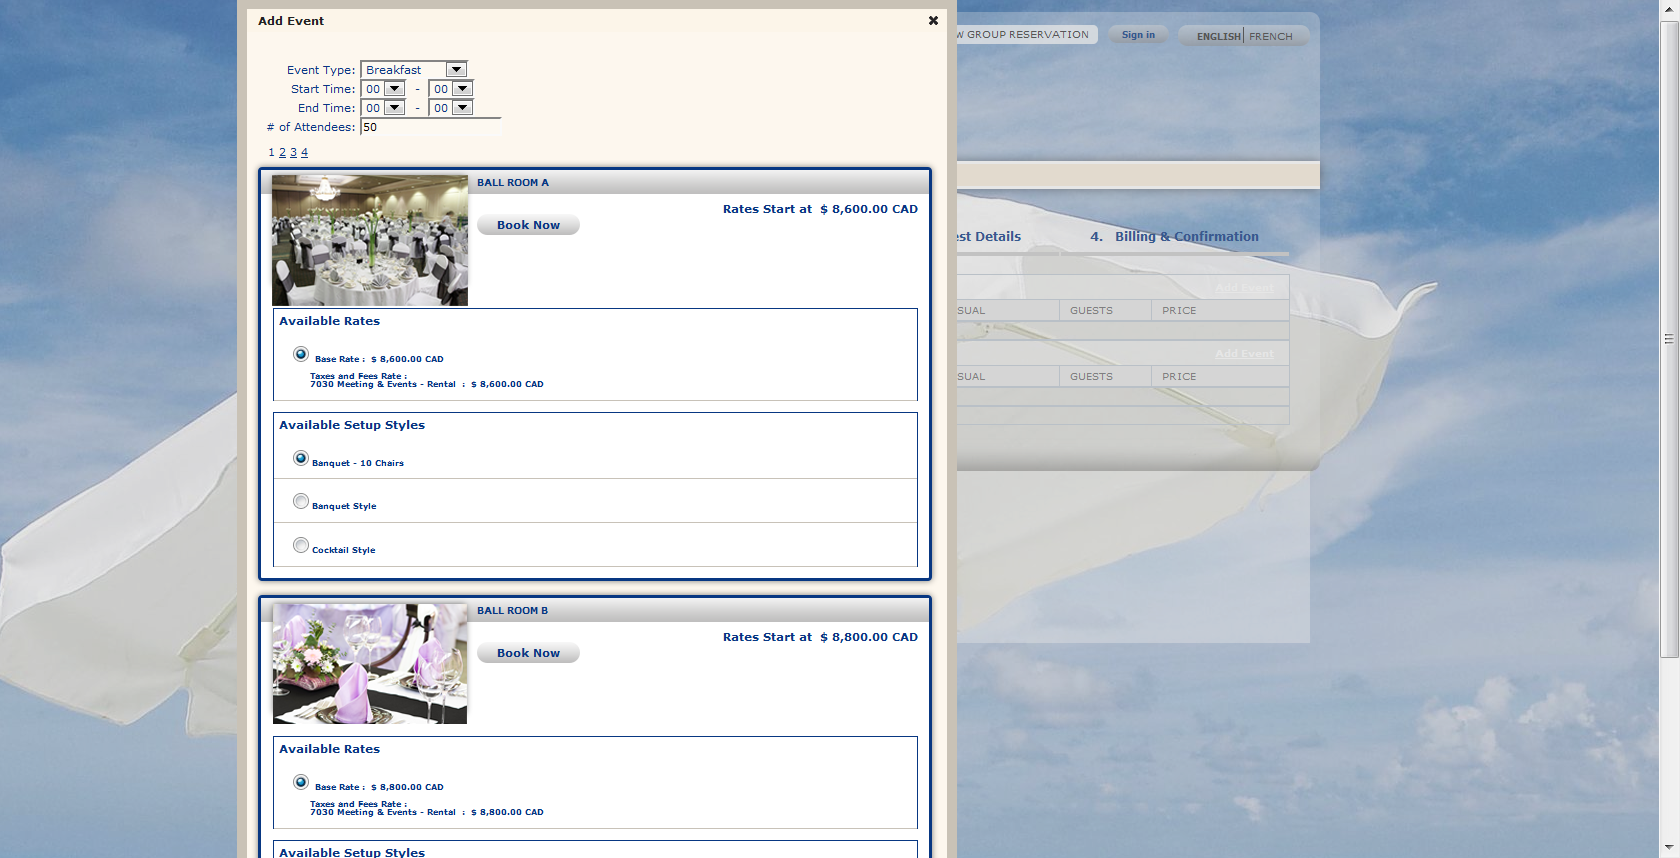 Add Event
W GROUP RESERVATION
Sign in
ENGLISH
FRENCH
Event Type: Breakfast
Start Time: 00 - 00
End Time: 00 - 00
# of Attendees: 50
1 2 3 4
BALL ROOM A
Rates Start at $ 8,600.00 CAD
Book Now
Available Rates
Base Rate : $ 8,600.00 CAD
Taxes and Fees Rate :
7030 Meeting & Events - Rental : $ 8,600.00 CAD
Available Setup Styles
Banquet - 10 Chairs
Banquet Style
Cocktail Style
BALL ROOM B
Rates Start at $ 8,800.00 CAD
Book Now
Available Rates
Base Rate : $ 8,800.00 CAD
Taxes and Fees Rate :
7030 Meeting & Events - Rental : $ 8,800.00 CAD
Available Setup Styles
est Details
4. Billing & Confirmation
Add Event
SUAL GUESTS PRICE
Add Event
SUAL GUESTS PRICE